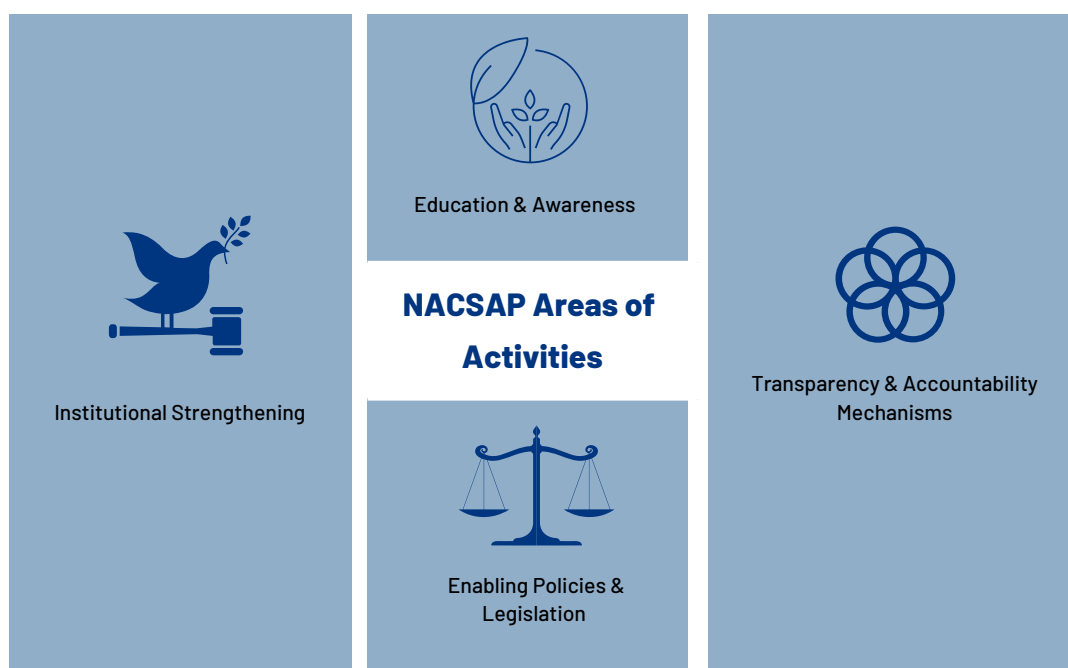 Education & Awareness
NACSAP Areas of
Activities
Institutional Strengthening
Transparency & Accountability
Mechanisms
Enabling Policies &
Legislation